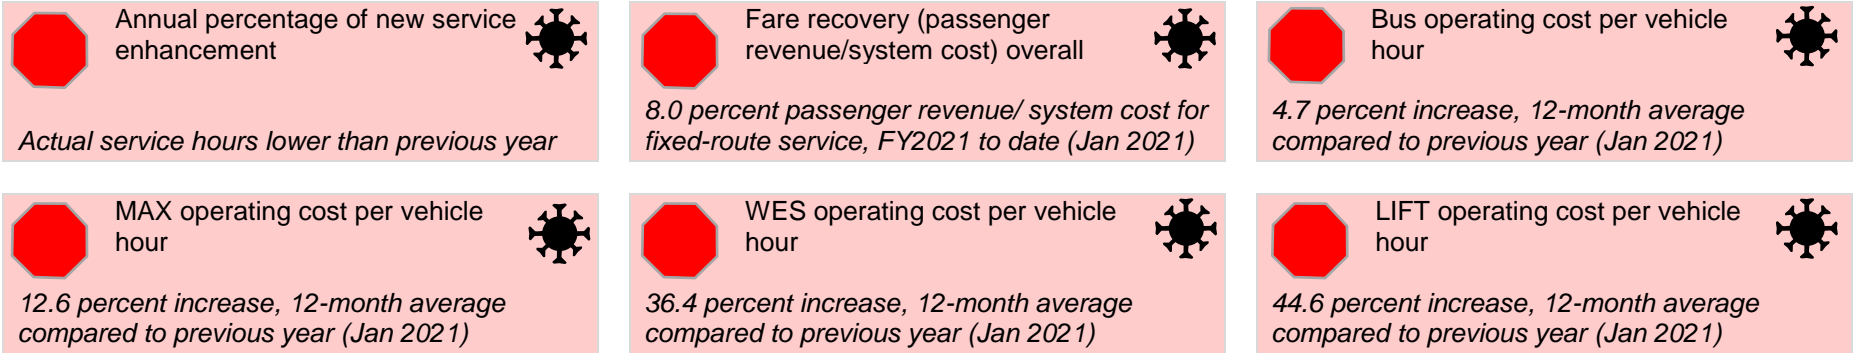 Annual percentage of new service
enhancement
Actual service hours lower than previous year
Fare recovery (passenger
revenue/system cost) overall
8.0 percent passenger revenue/ system cost for
fixed-route service, FY2021 to date (Jan 2021)
Bus operating cost per vehicle
hour
4.7 percent increase, 12-month average
compared to previous year (Jan 2021)
MAX operating cost per vehicle
hour
12.6 percent increase, 12-month average
compared to previous year (Jan 2021)
WES operating cost per vehicle
hour
36.4 percent increase, 12-month average
compared to previous year (Jan 2021)
LIFT operating cost per vehicle
hour
44.6 percent increase, 12-month average
compared to previous year (Jan 2021)